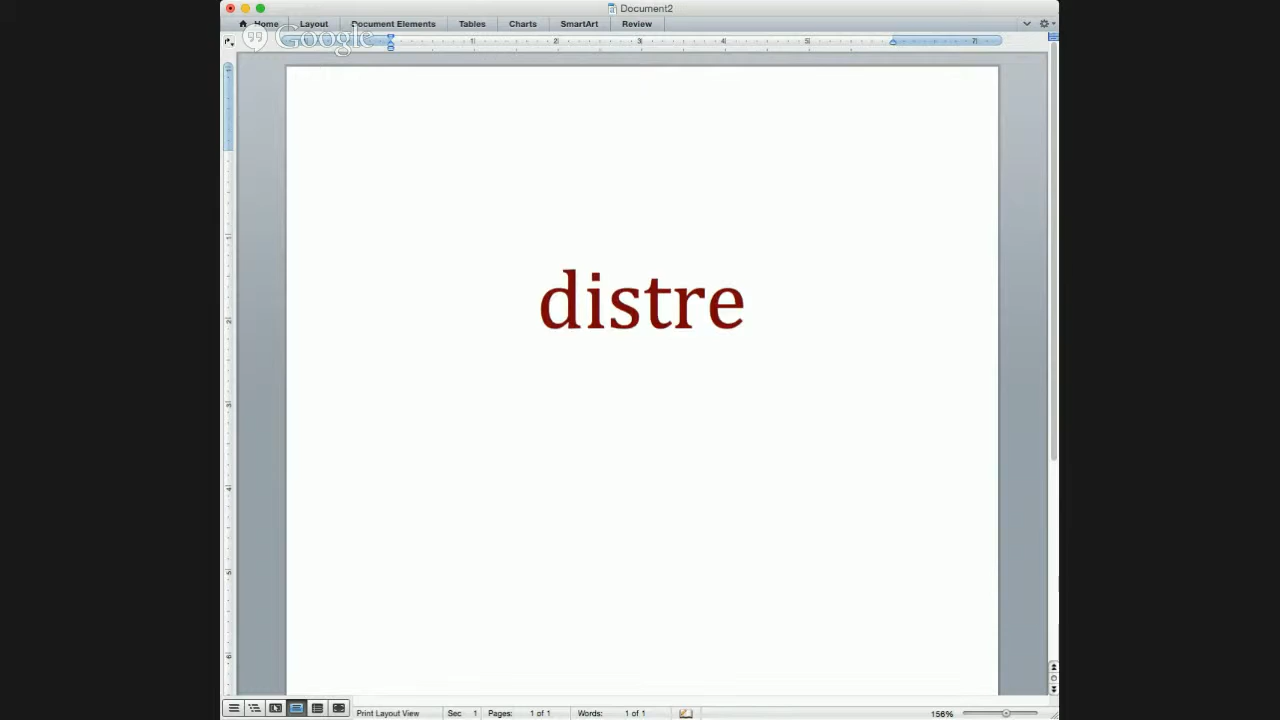 Document2
Home Layout Document Elements Tables Charts SmartArt Review
Google
distre
Print Layout View Sec 1 Pages: 1 of 1 Words: 1 of 1 156%